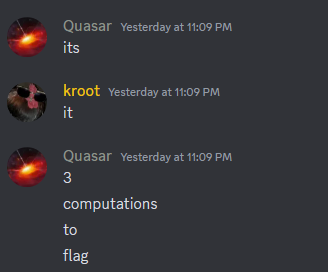 Quasar Yesterday at 11:09 PM
its
kroot Yesterday at 11:09 PM
it
Quasar Yesterday at 11:09 PM
3
computations
to
flag